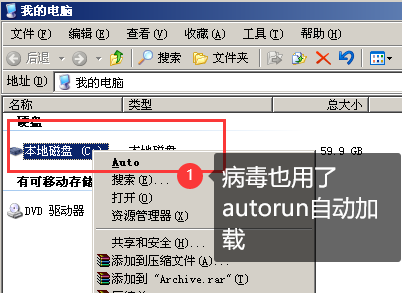 我的电脑
文件(F) 编辑(E) 查看(V) 收藏(A) 工具(T) 帮助(H)
后退 搜索 文件夹
地址(D) 我的电脑
名称 类型 总大小
硬盘
本地磁盘 (C 本地磁盘 59.9 GB
Auto
1 病毒也用了
搜索(E)...
有可移动存储
打开(O)
autorun自动加
DVD 驱动器
资源管理器(X)
载
共享和安全(H)...
添加到压缩文件(A)...
添加到 "Archive.rar"(T)